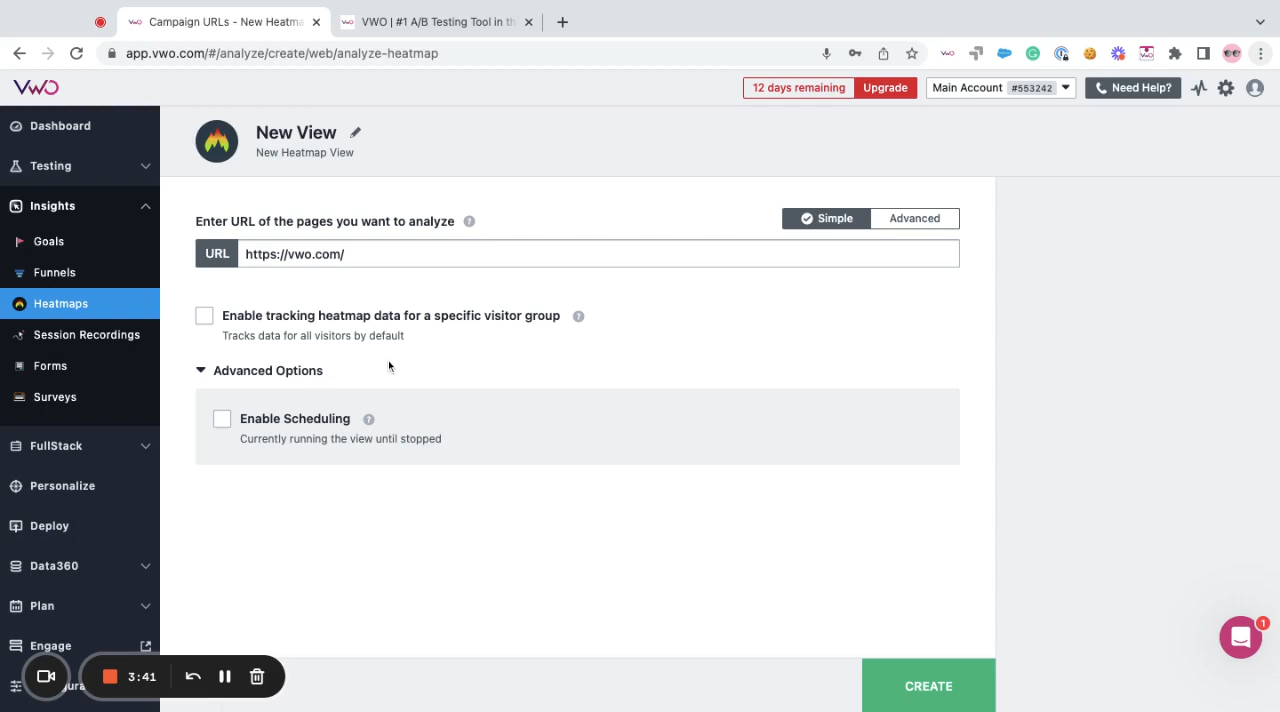 Campaign URLs - New Heatma
VWO | #1 A/B Testing Tool in th
app.vwo.com/#/analyze/create/web/analyze-heatmap
VWO
12 days remaining
Upgrade
Main Account #553242
Need Help?
Dashboard
Testing
Insights
Goals
Funnels
Heatmaps
Session Recordings
Forms
Surveys
FullStack
Personalize
Deploy
Data360
Plan
Engage
New View
New Heatmap View
Enter URL of the pages you want to analyze ?
Simple
Advanced
URL https://vwo.com/
Enable tracking heatmap data for a specific visitor group ?
Tracks data for all visitors by default
Advanced Options
Enable Scheduling ?
Currently running the view until stopped
1
3:41
CREATE